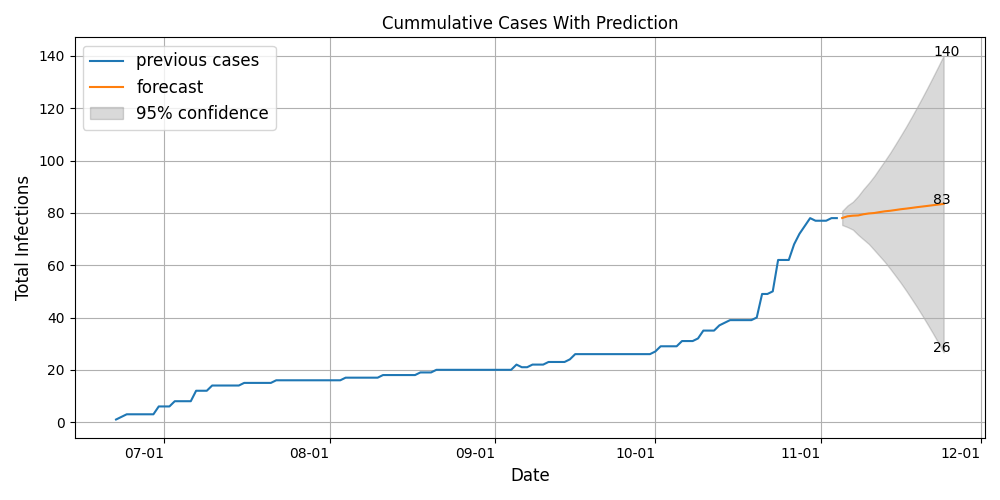 Cummulative Cases With Prediction
previous cases
forecast
95% confidence
140
120
100
80
60
40
20
0
Total Infections
140
83
26
07-01
08-01
09-01
10-01
11-01
12-01
Date